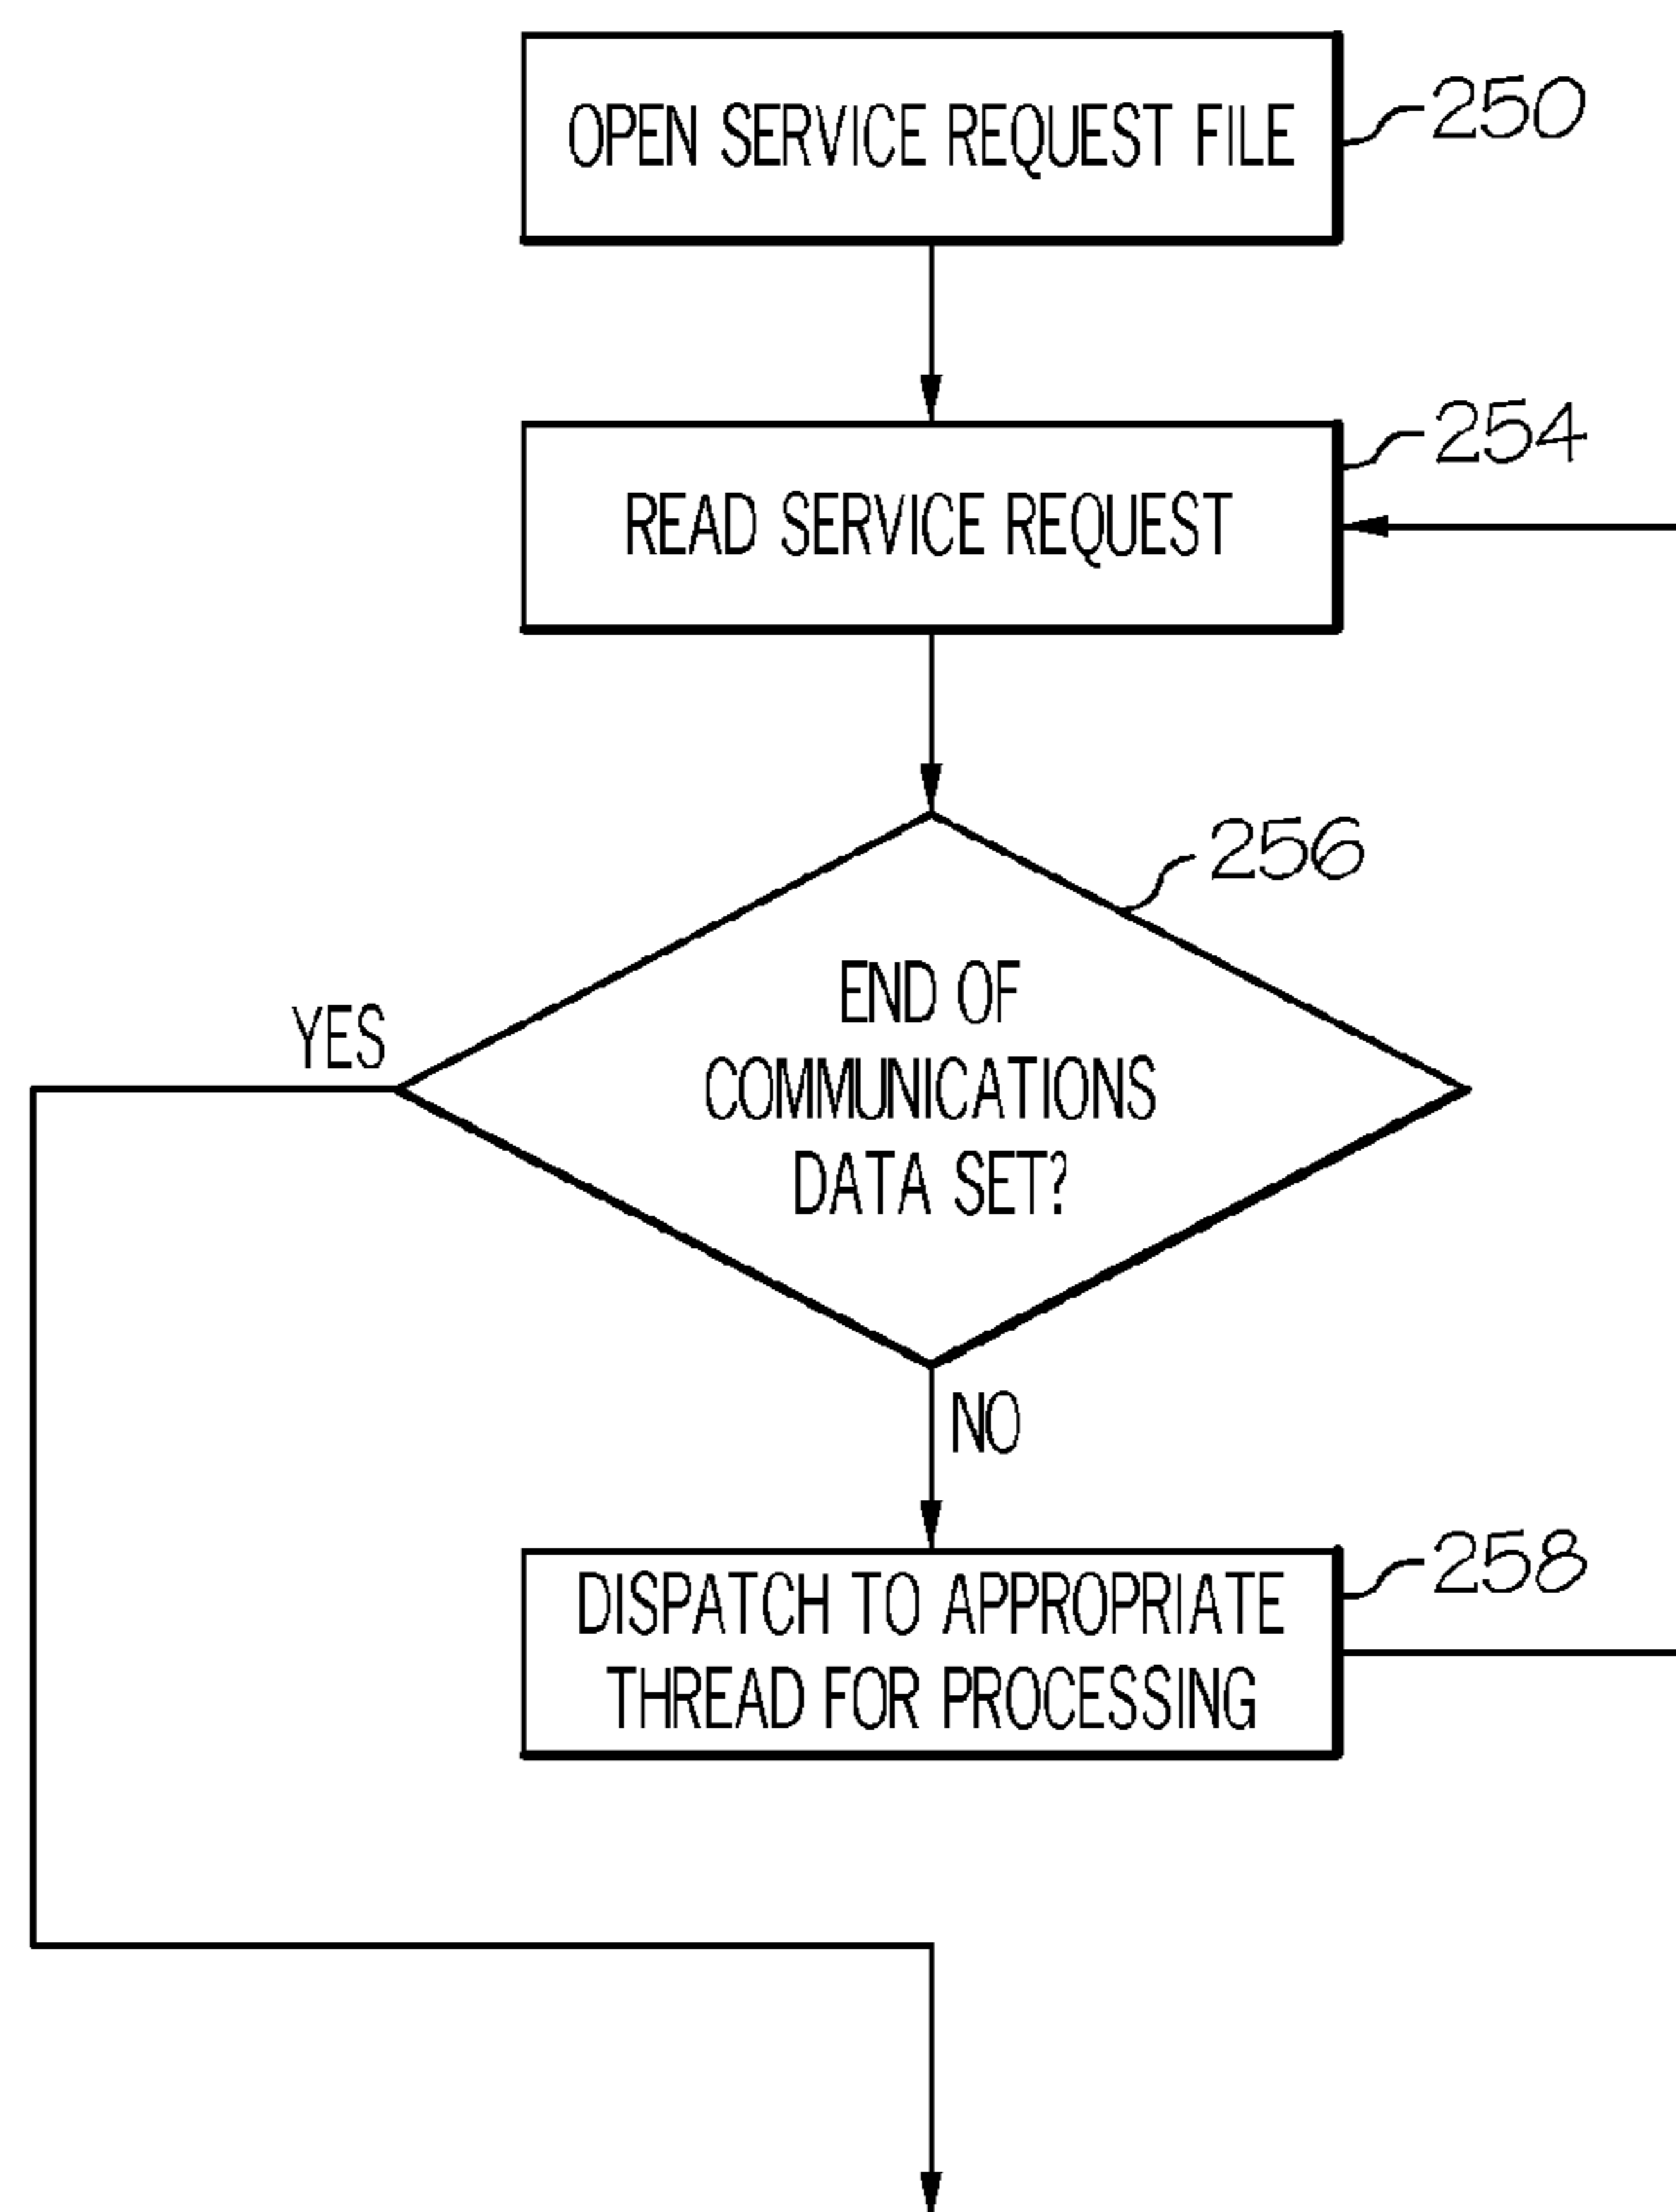 OPEN SERVICE REQUEST FILE
250
254
READ SERVICE REQUEST
256
END OF
COMMUNICATIONS
DATA SET?
YES
NO
258
DISPATCH TO APPROPRIATE
THREAD FOR PROCESSING